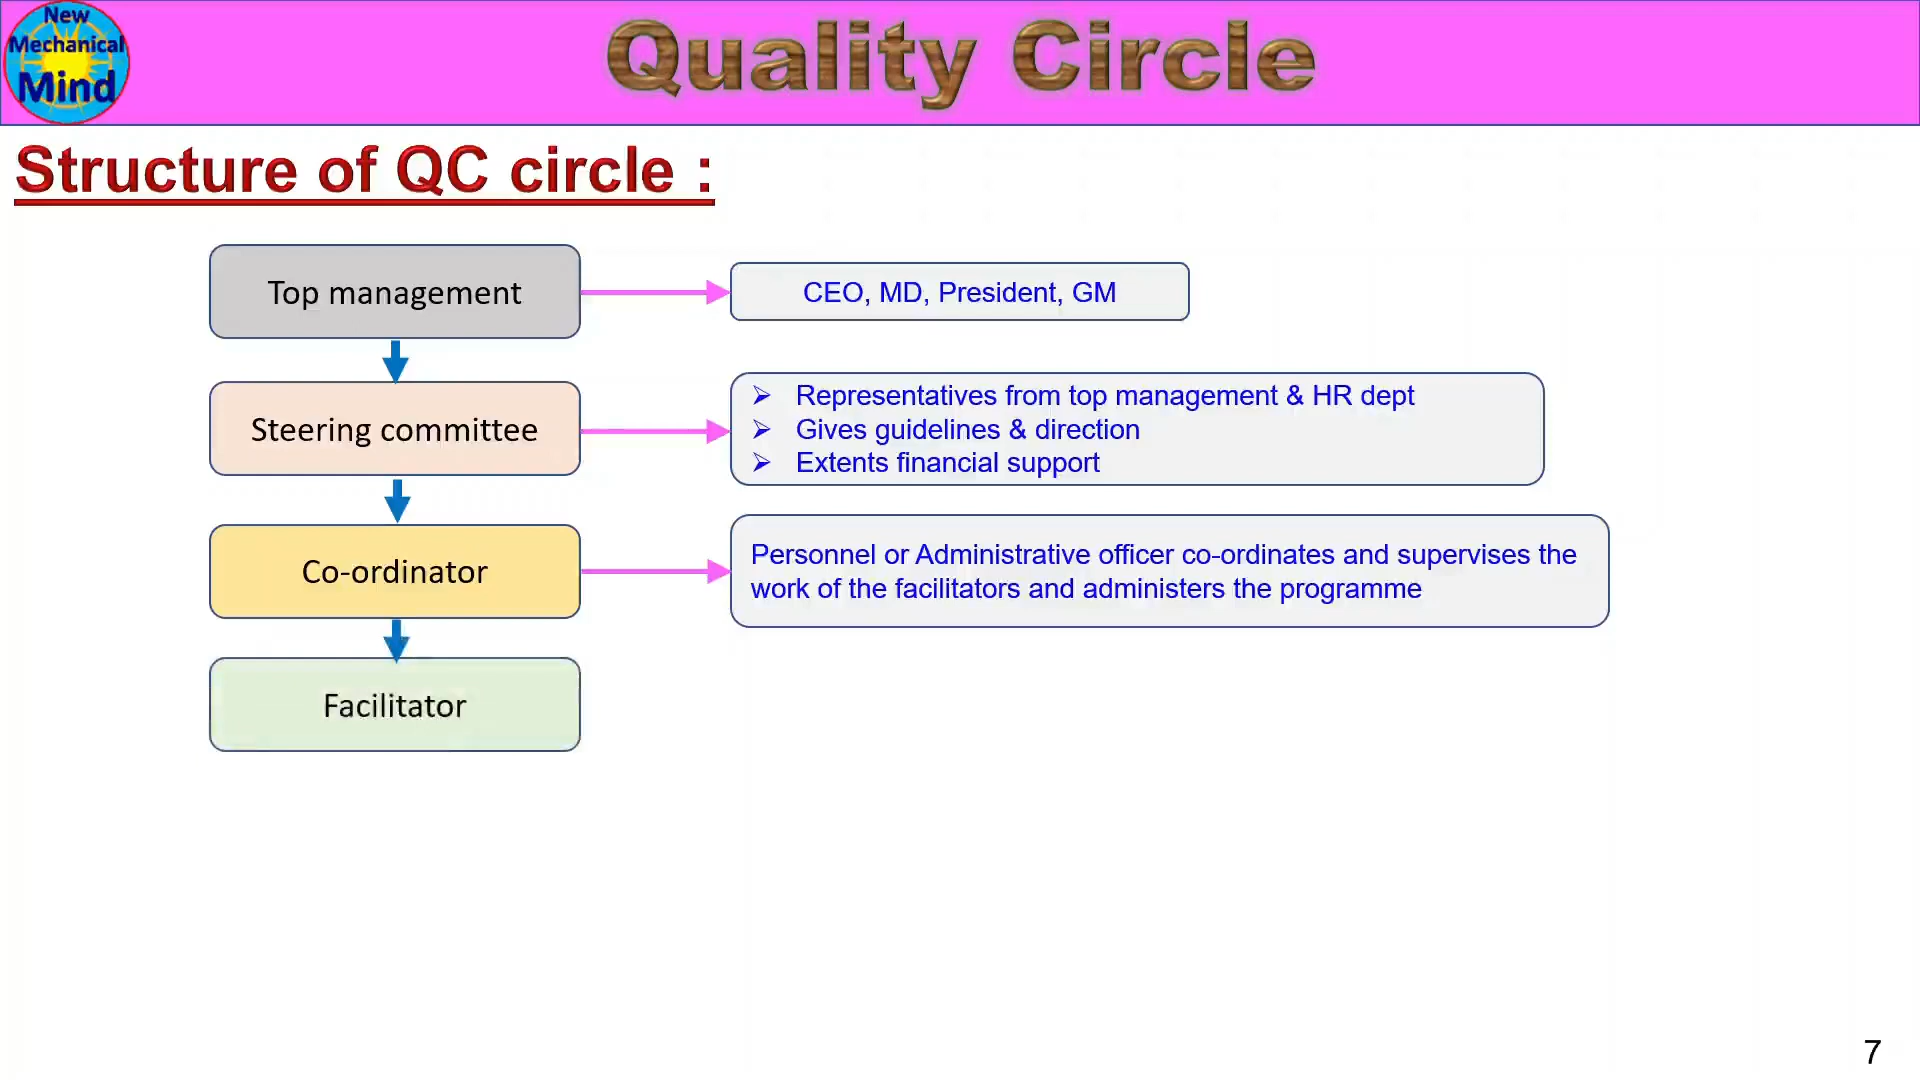 New
Mechanical
Mind
Quality Circle
Structure of QC circle :
Top management
CEO, MD, President, GM
Steering committee
➢ Representatives from top management & HR dept
➢ Gives guidelines & direction
➢ Extents financial support
Co-ordinator
Personnel or Administrative officer co-ordinates and supervises the
work of the facilitators and administers the programme
Facilitator
7